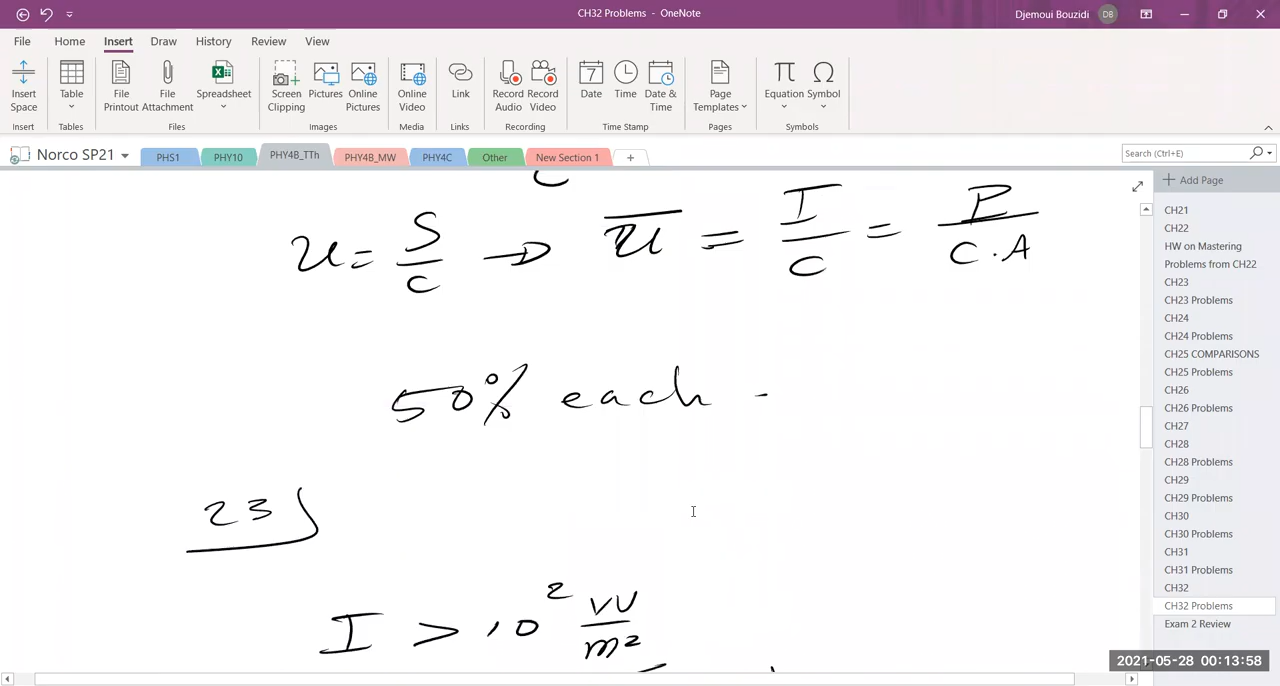 CH32 Problems - OneNote
Djemoui Bouzidi DB
File Home Insert Draw History Review View
Insert Space Table File Printout File Attachment Spreadsheet Screen Clipping Pictures Online Pictures Online Video Link Record Audio Record Video Date Time Date & Time Page Templates Equation Symbol
Insert Tables Files Images Media Links Recording Time Stamp Pages Symbols
Norco SP21 PHS1 PHY10 PHY4B_TTh PHY4B_MW PHY4C Other New Section 1 +
Search (Ctrl+E)
Add Page
u = S/c → u̅ = I/c = P/c·A
50% each -
23)
I > 10² W/m²
CH21
CH22
HW on Mastering
Problems from CH22
CH23
CH23 Problems
CH24
CH24 Problems
CH25 COMPARISONS
CH25 Problems
CH26
CH26 Problems
CH27
CH28
CH28 Problems
CH29
CH29 Problems
CH30
CH30 Problems
CH31
CH31 Problems
CH32
CH32 Problems
Exam 2 Review
2021-05-28 00:13:58